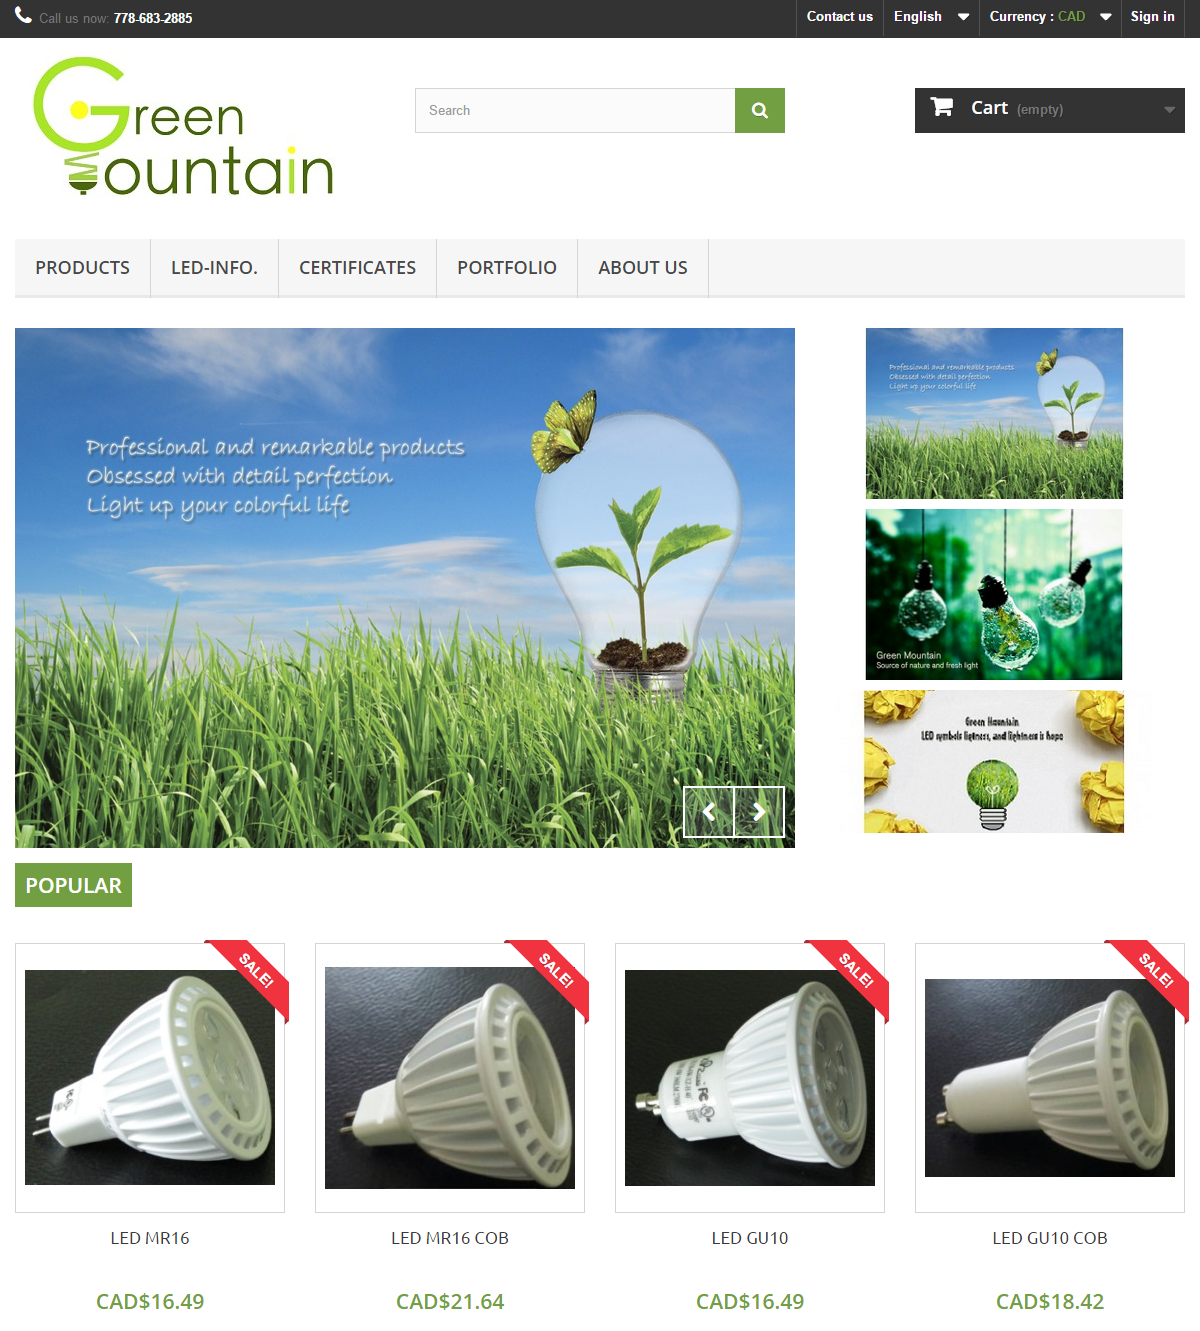 Call us now: 778-683-2885
Contact us
English
Currency : CAD
Sign in
Green
Mountain
Search
Cart (empty)
PRODUCTS
LED-INFO.
CERTIFICATES
PORTFOLIO
ABOUT US
Professional and remarkable products
Obsessed with detail perfection
Light up your colorful life
Professional and remarkable products
Obsessed with detail perfection
Light up your colorful life
Green Mountain
Source of nature and fresh light
Green Mountain
LED symbols lightness, and lightness is hope
POPULAR
SALE!
SALE!
SALE!
SALE!
LED MR16
LED MR16 COB
LED GU10
LED GU10 COB
CAD$16.49
CAD$21.64
CAD$16.49
CAD$18.42